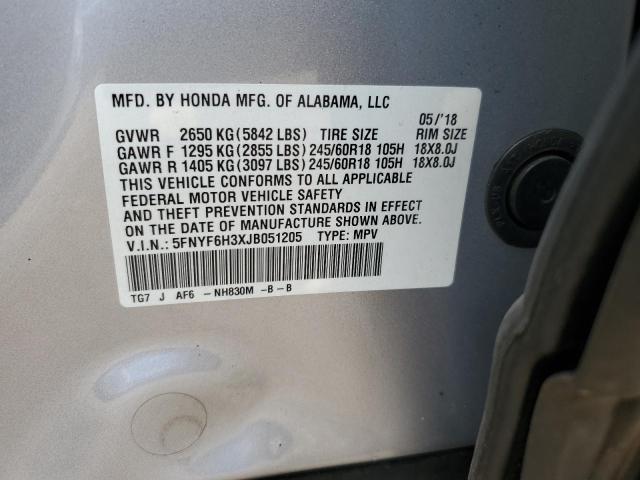 MFD. BY HONDA MFG. OF ALABAMA, LLC
05/'18
GVWR 2650 KG(5842 LBS) TIRE SIZE RIM SIZE
GAWR F 1295 KG(2855 LBS)245/60R18 105H 18X8.0J
GAWR R 1405 KG(3097 LBS)245/60R18 105H 18X8.0J
THIS VEHICLE CONFORMS TO ALL APPLICABLE
FEDERAL MOTOR VEHICLE SAFETY
AND THEFT PREVENTION STANDARDS IN EFFECT
ON THE DATE OF MANUFACTURE SHOWN ABOVE.
V.I.N.: 5FNYF6H3XJB051205 TYPE: MPV
TG7 J AF6 -NH830M -B-B